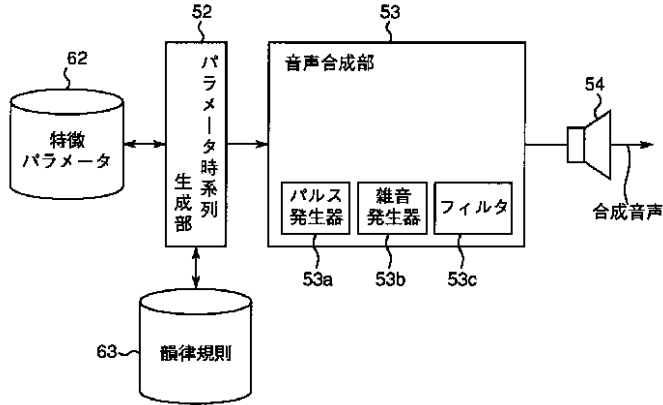 52
53
62
54
特徴
パラメータ
パラメータ時系列
生成部
音声合成部
パルス
発生器
雑音
発生器
フィルタ
合成音声
53a
53b
53c
63
韻律規則